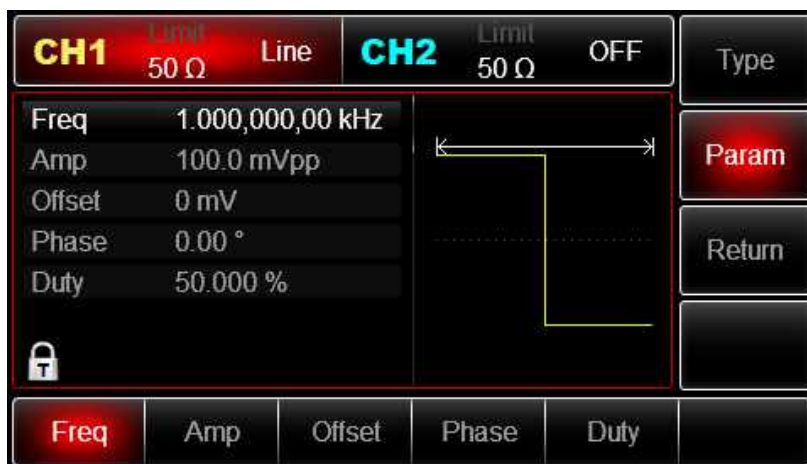 CH1 Limit 50 Ω Line CH2 Limit 50 Ω OFF
Type
Freq 1.000,000,00 kHz
Amp 100.0 mVpp
Param
Offset 0 mV
Phase 0.00 °
Return
Duty 50.000 %
T
Freq Amp Offset Phase Duty